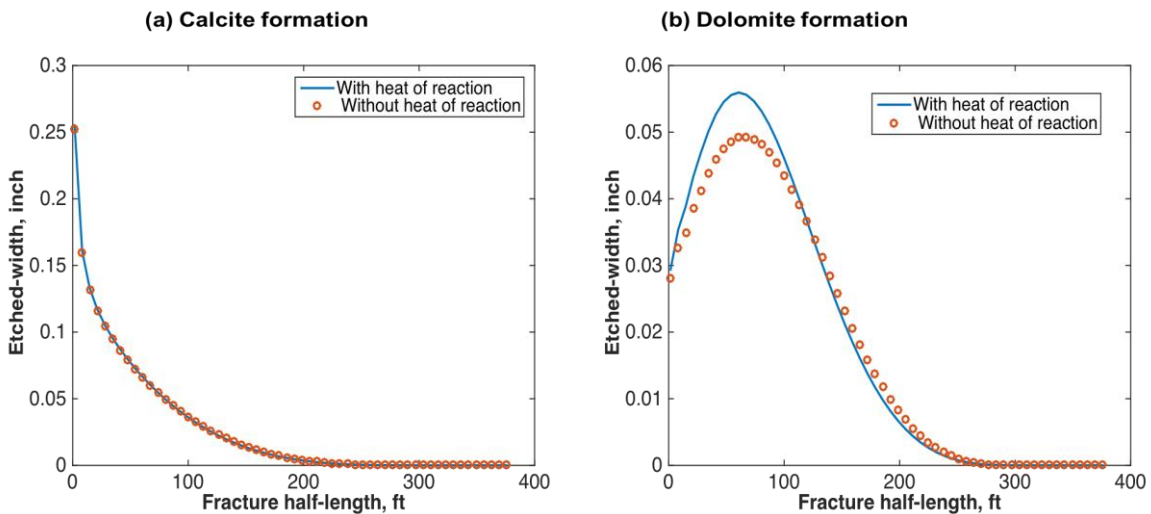 (a) Calcite formation
0.3
0.25
0.2
0.15
0.1
0.05
0
0
100
200
300
400
Etched-width, inch
Fracture half-length, ft
With heat of reaction
Without heat of reaction
(b) Dolomite formation
0.06
0.05
0.04
0.03
0.02
0.01
0
0
100
200
300
400
Etched-width, inch
Fracture half-length, ft
With heat of reaction
Without heat of reaction